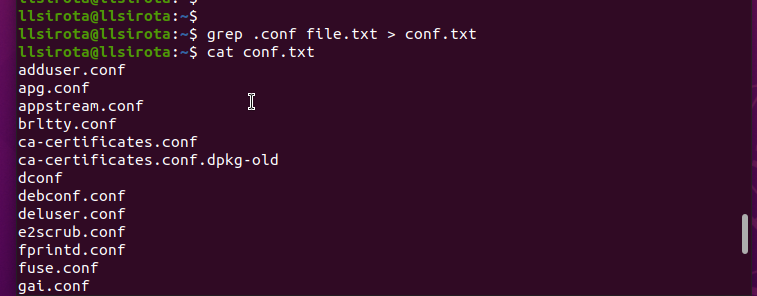 llsirota@llsirota:~$
llsirota@llsirota:~$ grep .conf file.txt > conf.txt
llsirota@llsirota:~$ cat conf.txt
adduser.conf
apg.conf
appstream.conf
brltty.conf
ca-certificates.conf
ca-certificates.conf.dpkg-old
dconf
debconf.conf
deluser.conf
e2scrub.conf
fprintd.conf
fuse.conf
gai.conf